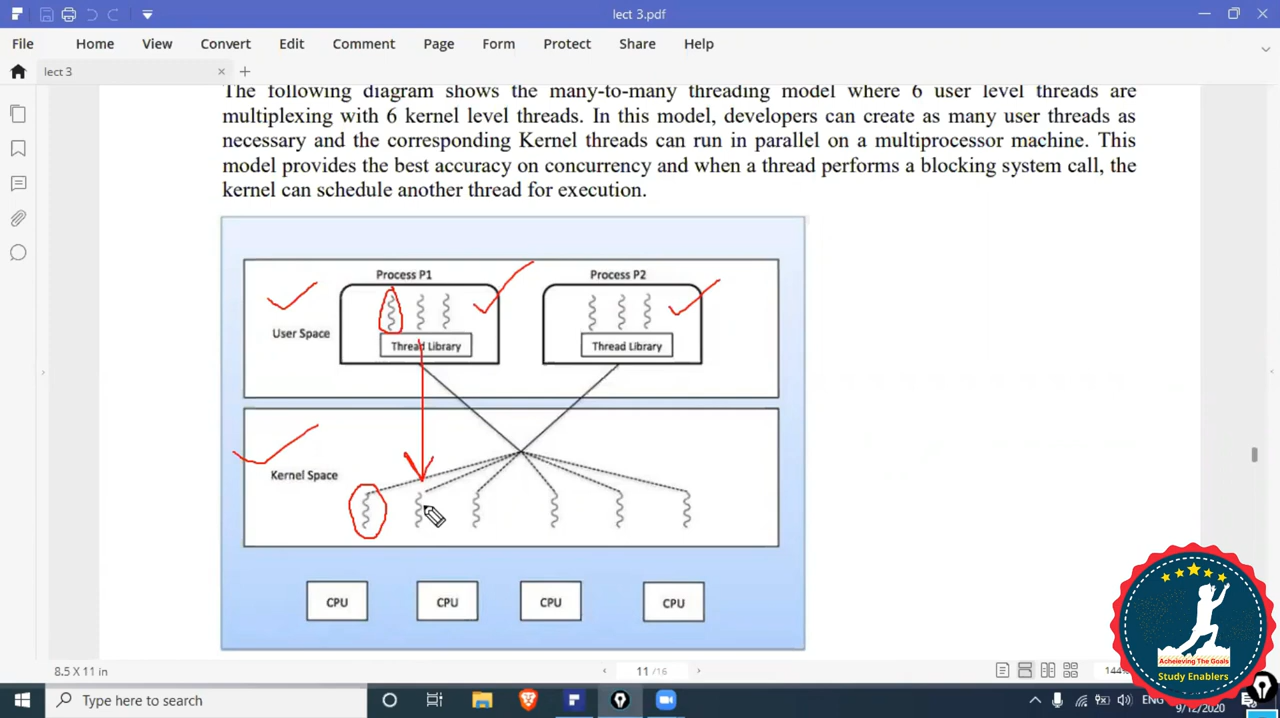 lect 3.pdf
File Home View Convert Edit Comment Page Form Protect Share Help
lect 3
The following diagram shows the many-to-many threading model where 6 user level threads are
multiplexing with 6 kernel level threads. In this model, developers can create as many user threads as
necessary and the corresponding Kernel threads can run in parallel on a multiprocessor machine. This
model provides the best accuracy on concurrency and when a thread performs a blocking system call, the
kernel can schedule another thread for execution.
Process P1 Process P2
User Space
Thread Library Thread Library
Kernel Space
CPU CPU CPU CPU
Acheieving The Goals
Study Enablers
8.5 X 11 in
11 /16
144%
Type here to search
ENG
9/12/2020